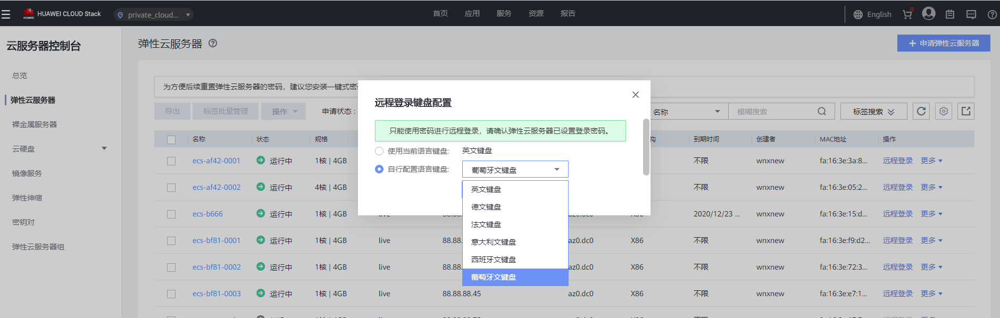 HUAWEI CLOUD Stack
private_cloud...
首页 应用 服务 资源 报告
English
0
云服务器控制台
总览
弹性云服务器
裸金属服务器
云硬盘
镜像服务
弹性伸缩
密钥对
弹性云服务器组
弹性云服务器
申请弹性云服务器
为方便后续重置弹性云服务器的密码，建议您安装一键式密
导出 标签批量管理 操作 申请状态：
名称 模糊搜索 标签搜索
远程登录键盘配置
只能使用密码进行远程登录，请确认弹性云服务器已设置登录密码。
使用当前语言键盘: 英文键盘
自行配置语言键盘: 葡萄牙文键盘
英文键盘
德文键盘
法文键盘
意大利文键盘
西班牙文键盘
葡萄牙文键盘
名称 状态 规格 构 到期时间 创建者 MAC地址 操作
ecs-af42-0001 运行中 1核 | 4GB 不限 wnxnew fa:16:3e:3a:8... 远程登录 更多
ecs-af42-0002 运行中 4核 | 4GB 不限 wnxnew fa:16:3e:05:2... 远程登录 更多
ecs-b666 运行中 1核 | 4GB live 88.88. az0.dc0 X86 2020/12/23 ... wnxnew fa:16:3e:15:d... 远程登录 更多
ecs-bf81-0001 运行中 1核 | 4GB live 88.88. az0.dc0 X86 不限 wnxnew fa:16:3e:f9:d2... 远程登录 更多
ecs-bf81-0002 运行中 1核 | 4GB live 88.88. az0.dc0 X86 不限 wnxnew fa:16:3e:72:3... 远程登录 更多
ecs-bf81-0003 运行中 1核 | 4GB live 88.88.88.45 az0.dc0 X86 不限 wnxnew fa:16:3e:e7:1... 远程登录 更多